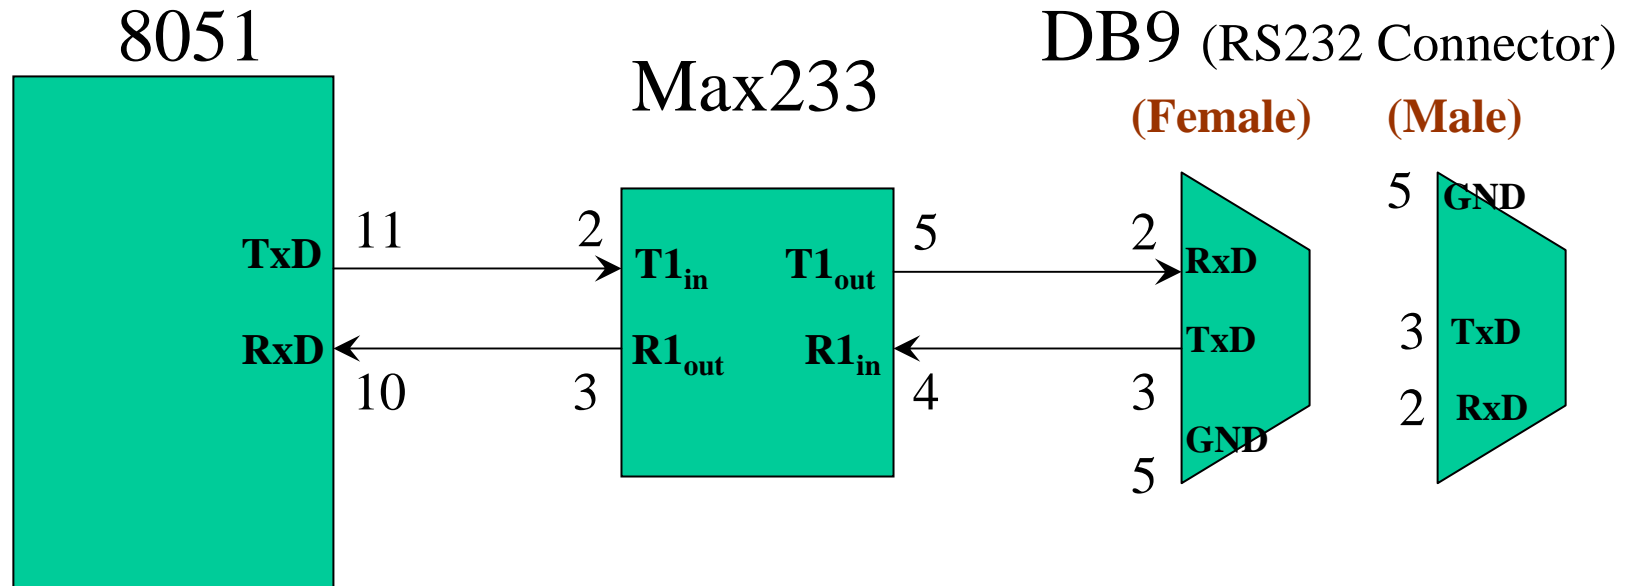 8051
Max233
DB9 (RS232 Connector)
(Female)
(Male)
TxD
11
2
T1in
T1out
5
2
RxD
RxD
10
3
R1out
R1in
4
TxD
3
GND
5
5
GND
3
TxD
2
RxD